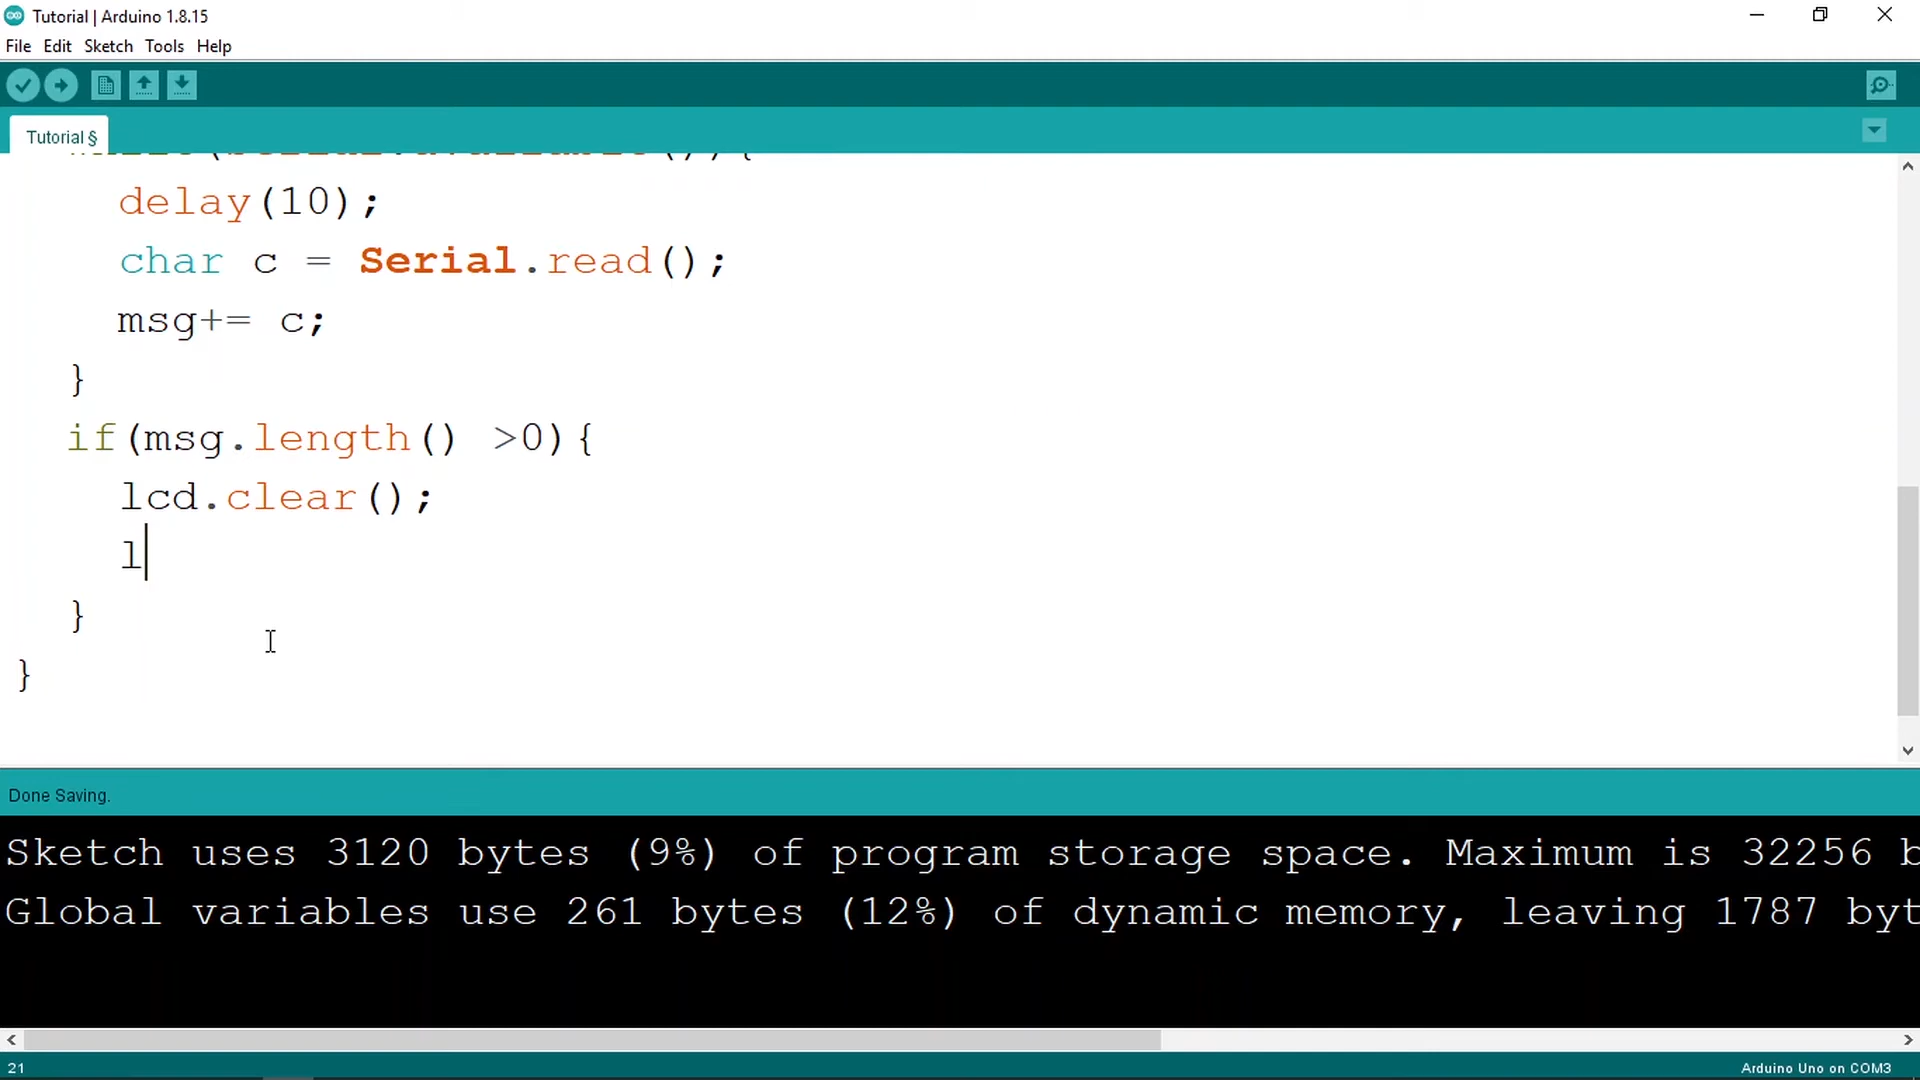 Tutorial | Arduino 1.8.15
File Edit Sketch Tools Help
Tutorial §
delay(10);
char c = Serial.read();
msg+= c;
}
if(msg.length() >0){
lcd.clear();
l
}
}
Done Saving.
Sketch uses 3120 bytes (9%) of program storage space. Maximum is 32256 b
Global variables use 261 bytes (12%) of dynamic memory, leaving 1787 byt
21
Arduino Uno on COM3